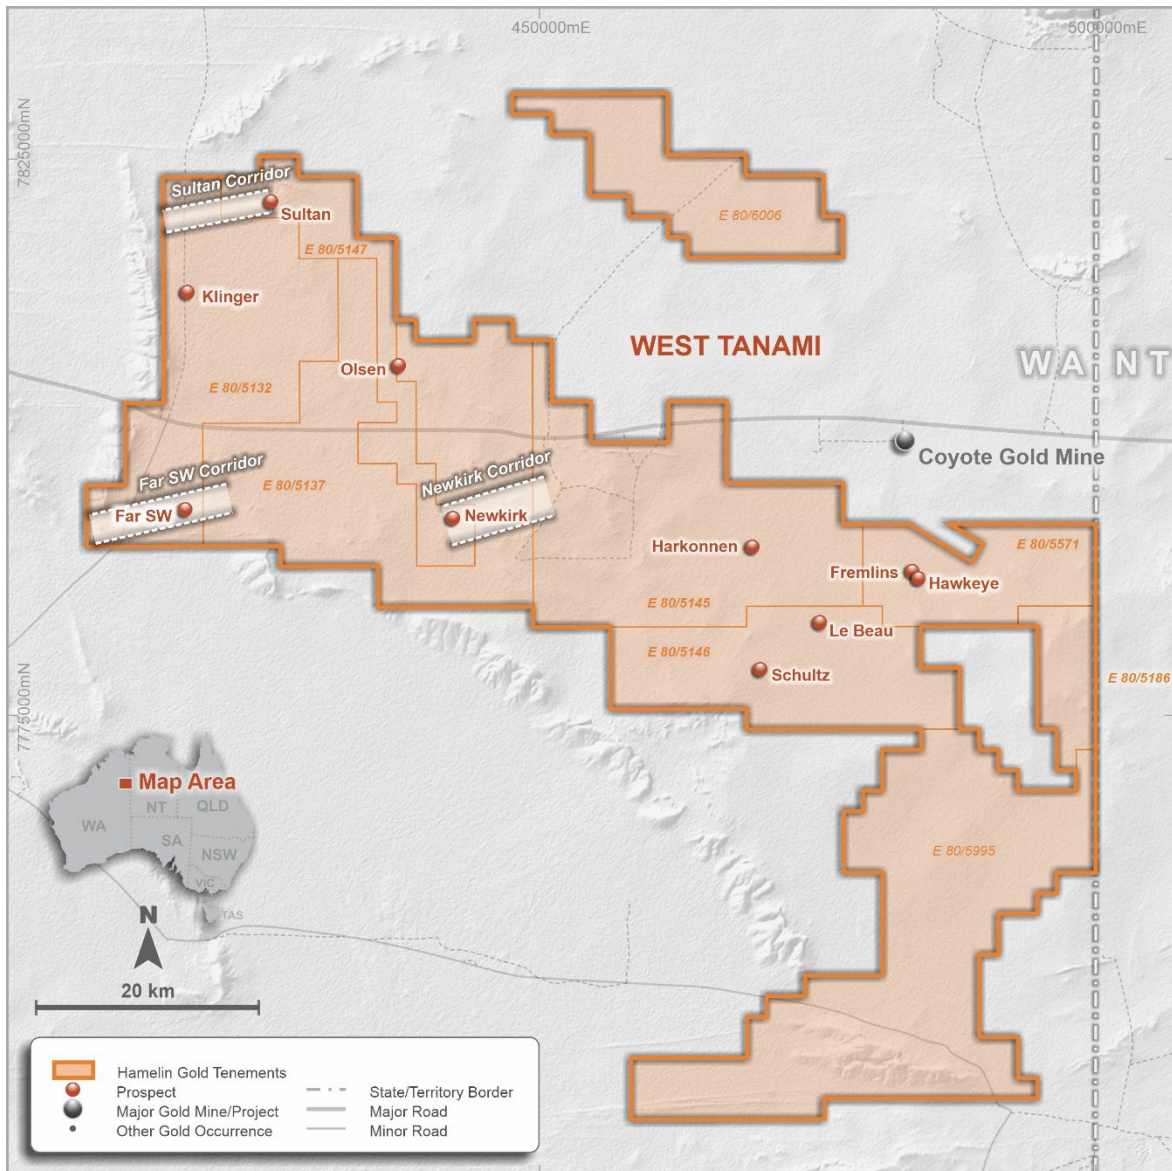 450000mE
500000mE
7825000mN
Sultan Corridor
Sultan
E 80/6006
E 80/5147
Klinger
WEST TANAMI
WA NT
Olsen
E 80/5132
Coyote Gold Mine
Far SW Corridor
Newkirk Corridor
E 80/5137
Far SW
Newkirk
Harkonnen
E 80/5571
Fremlins
Hawkeye
E 80/5145
Le Beau
E 80/5146
Schultz
E 80/5186
7775000mN
Map Area
NT
QLD
WA
SA
NSW
VIC
TAS
E 80/5995
N
20 km
Hamelin Gold Tenements
Prospect
Major Gold Mine/Project
Other Gold Occurrence
State/Territory Border
Major Road
Minor Road